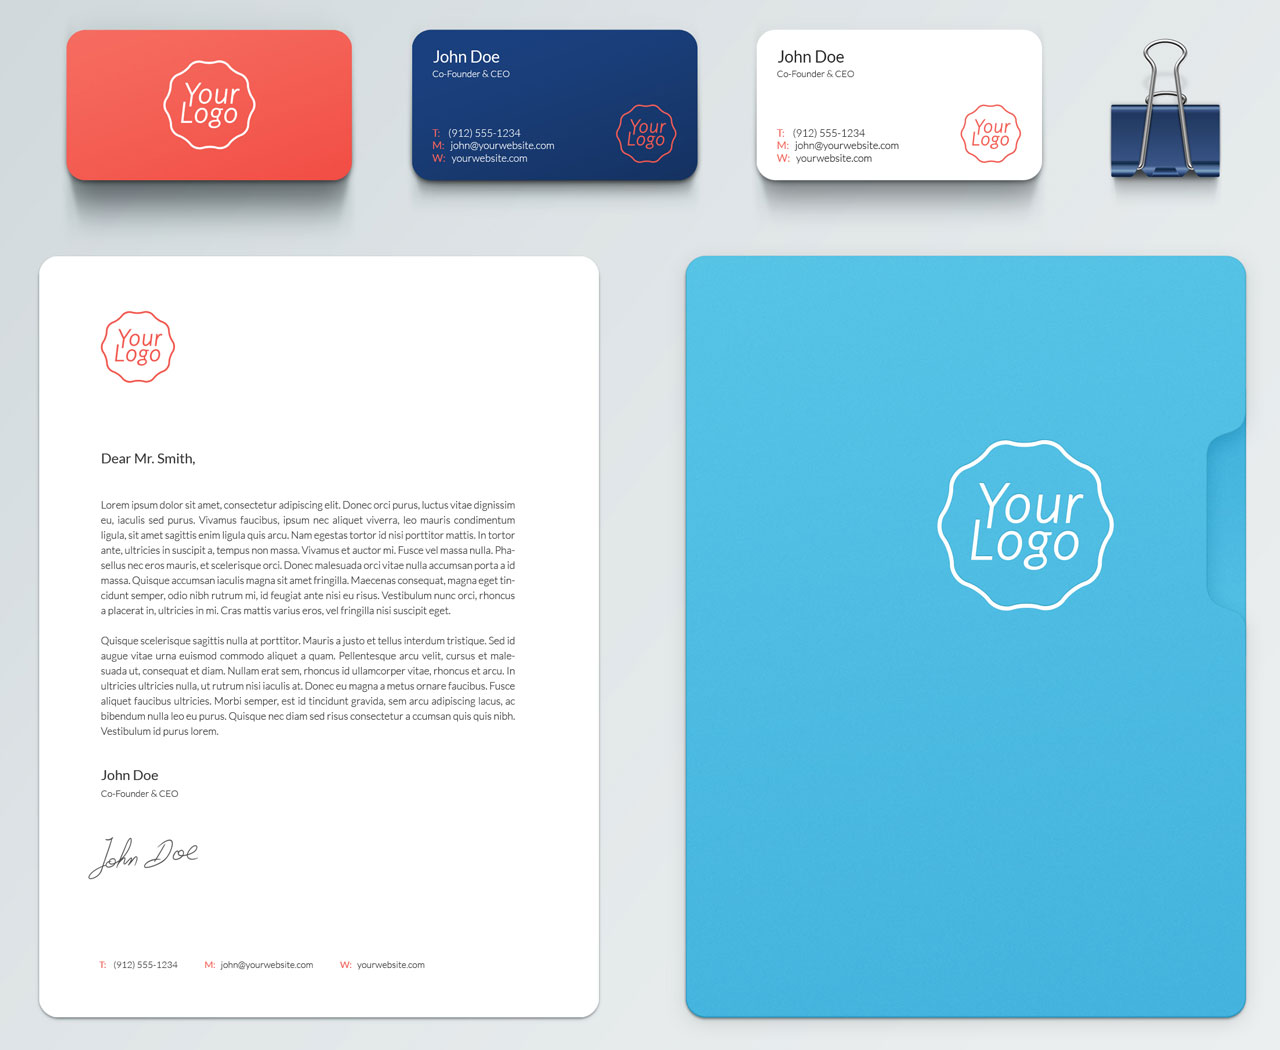 Your
Logo
John Doe
Co-Founder & CEO
T: (912) 555-1234
M: john@yourwebsite.com
W: yourwebsite.com
Your
Logo
John Doe
Co-Founder & CEO
T: (912) 555-1234
M: john@yourwebsite.com
W: yourwebsite.com
Your
Logo
Your
Logo
Dear Mr. Smith,
Lorem ipsum dolor sit amet, consectetur adipiscing elit. Donec orci purus, luctus vitae dignissim
eu, iaculis sed purus. Vivamus faucibus, ipsum nec aliquet viverra, leo mauris condimentum
ligula, sit amet sagittis enim ligula quis arcu. Nam egestas tortor id nisi porttitor mattis. In tortor
ante, ultricies in suscipit a, tempus non massa. Vivamus et auctor mi. Fusce vel massa nulla. Pha-
sellus nec eros mauris, et scelerisque orci. Donec malesuada orci vitae nulla accumsan porta a id
massa. Quisque accumsan iaculis magna sit amet fringilla. Maecenas consequat, magna eget tin-
cidunt semper, odio nibh rutrum mi, id feugiat ante nisi eu risus. Vestibulum nunc orci, rhoncus
a placerat in, ultricies in mi. Cras mattis varius eros, vel fringilla nisi suscipit eget.
Quisque scelerisque sagittis nulla at porttitor. Mauris a justo et tellus interdum tristique. Sed id
augue vitae urna euismod commodo aliquet a quam. Pellentesque arcu velit, cursus et male-
suada ut, consequat et diam. Nullam erat sem, rhoncus id ullamcorper vitae, rhoncus et arcu. In
ultricies ultricies nulla, ut rutrum nisi iaculis at. Donec eu magna a metus ornare faucibus. Fusce
aliquet faucibus ultricies. Morbi semper, est id tincidunt gravida, sem arcu adipiscing lacus, ac
bibendum nulla leo eu purus. Quisque nec diam sed risus consectetur a ccumsan quis quis nibh.
Vestibulum id purus lorem.
John Doe
Co-Founder & CEO
John Doe
T: (912) 555-1234 M: john@yourwebsite.com W: yourwebsite.com
Your
Logo